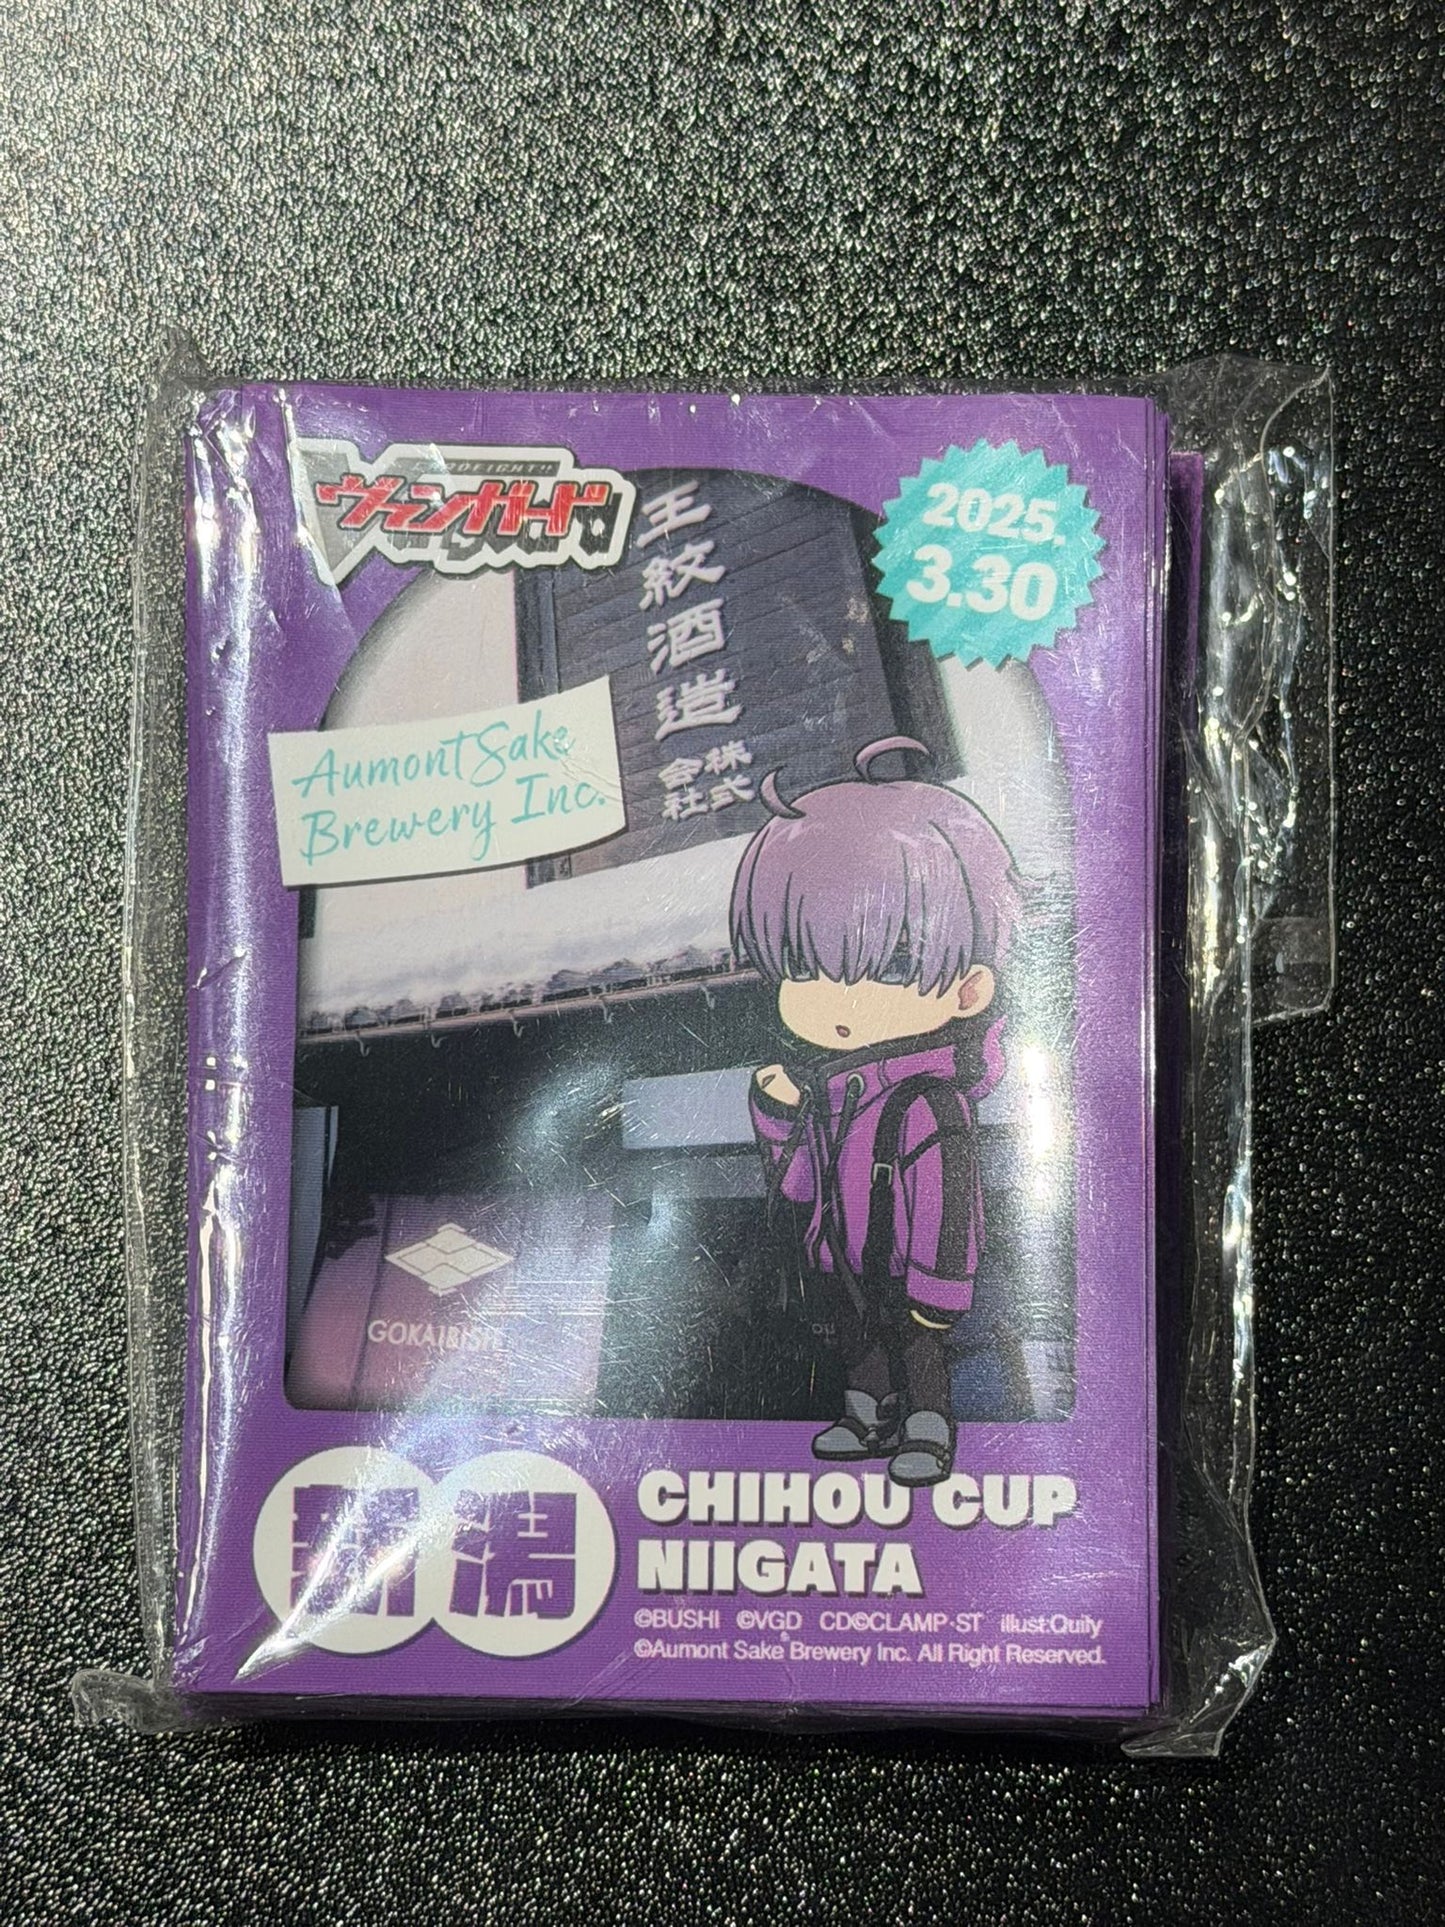 ヴァンガード
2025.
3.30
王紋酒造
株式
会社
Aumont Sake
Brewery Inc.
新潟
CHIHOU CUP
NIIGATA
©BUSHI ©VGD CD©CLAMP・ST illust:Quily
©Aumont Sake Brewery Inc. All Right Reserved.